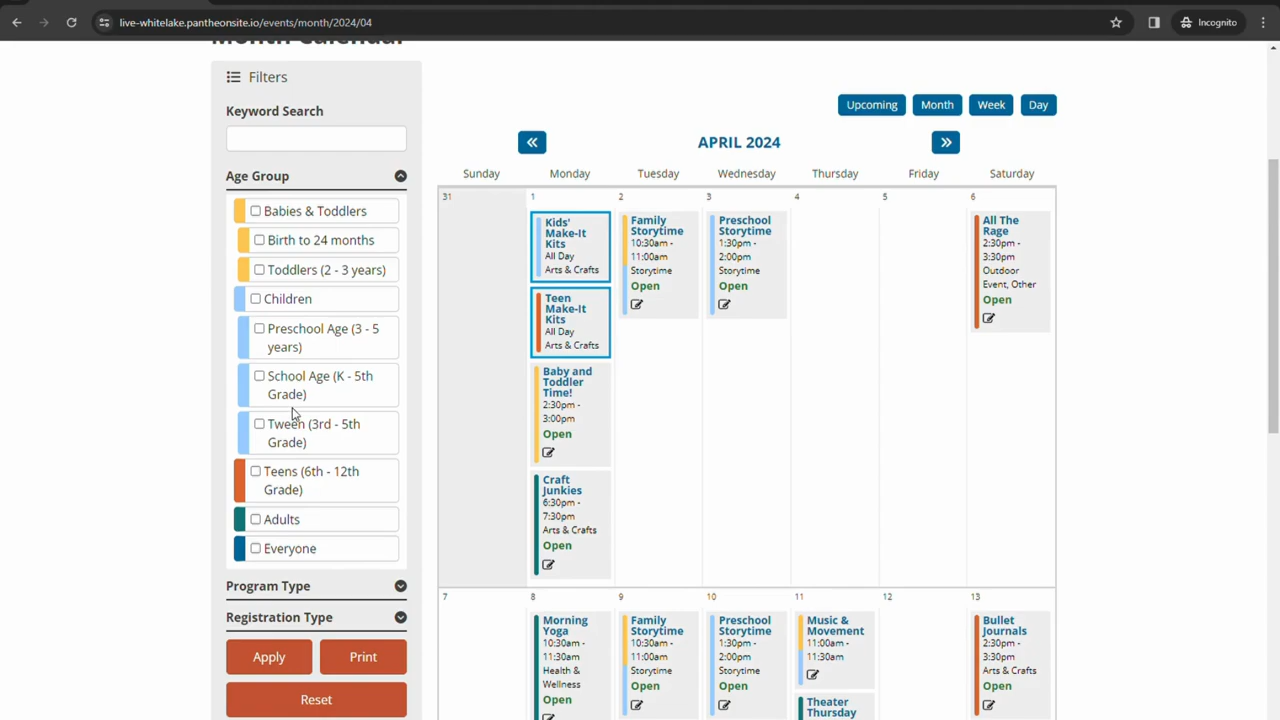 live-whitelake.pantheonsite.io/events/month/2024/04
Incognito
Month Calendar
Filters
Keyword Search
Age Group
Babies & Toddlers
Birth to 24 months
Toddlers (2 - 3 years)
Children
Preschool Age (3 - 5
years)
School Age (K - 5th
Grade)
Tween (3rd - 5th
Grade)
Teens (6th - 12th
Grade)
Adults
Everyone
Program Type
Registration Type
Apply
Print
Reset
Upcoming
Month
Week
Day
«
APRIL 2024
»
Sunday
Monday
Tuesday
Wednesday
Thursday
Friday
Saturday
31
1
Kids'
Make-It
Kits
All Day
Arts & Crafts
Teen
Make-It
Kits
All Day
Arts & Crafts
Baby and
Toddler
Time!
2:30pm -
3:00pm
Open
Craft
Junkies
6:30pm -
7:30pm
Arts & Crafts
Open
2
Family
Storytime
10:30am -
11:00am
Storytime
Open
3
Preschool
Storytime
1:30pm -
2:00pm
Storytime
Open
4
5
6
All The
Rage
2:30pm -
3:30pm
Outdoor
Event, Other
Open
7
8
Morning
Yoga
10:30am -
11:30am
Health &
Wellness
Open
9
Family
Storytime
10:30am -
11:00am
Storytime
Open
10
Preschool
Storytime
1:30pm -
2:00pm
Storytime
Open
11
Music &
Movement
11:00am -
11:30am
Theater
Thursday
12
13
Bullet
Journals
2:30pm -
3:30pm
Arts & Crafts
Open